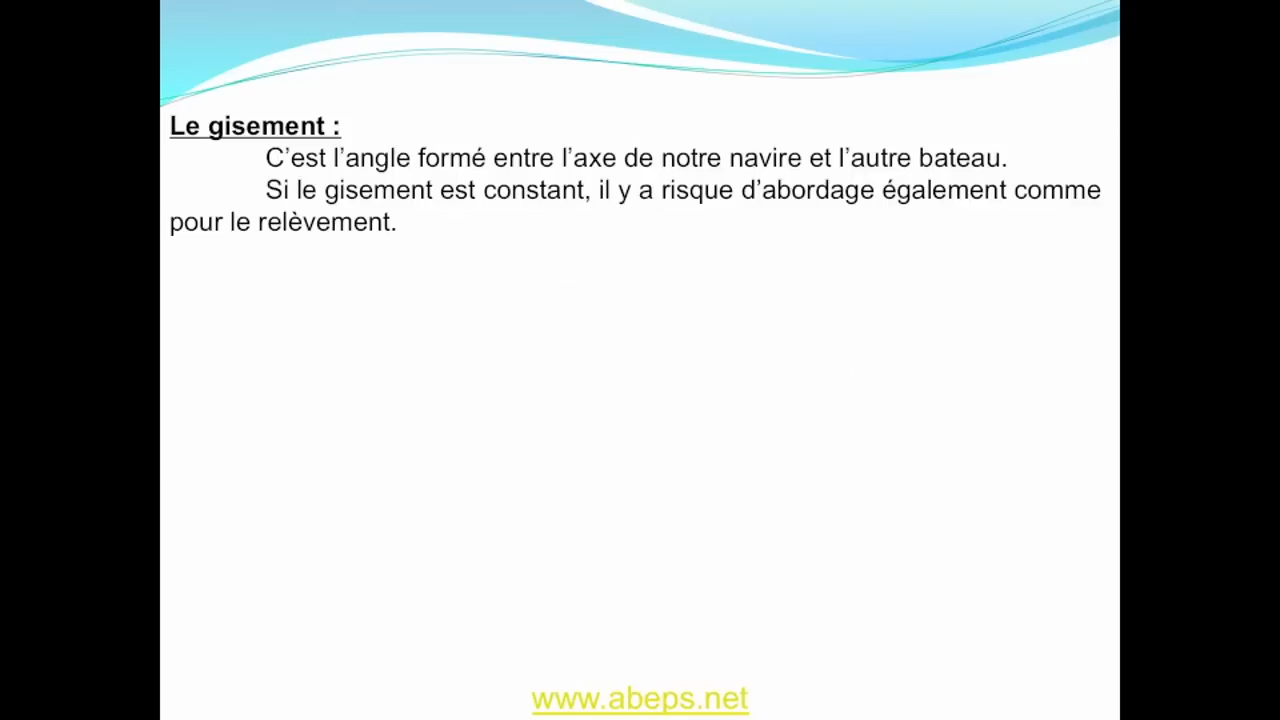 Le gisement :
C’est l’angle formé entre l’axe de notre navire et l’autre bateau.
Si le gisement est constant, il y a risque d’abordage également comme
pour le relèvement.
www.abeps.net